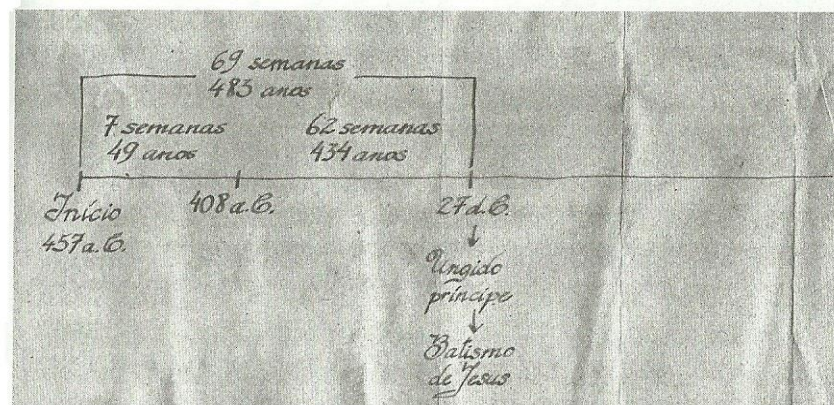 69 semanas
483 anos
7 semanas
49 anos
62 semanas
434 anos
Início
457 a.C.
408 a.C.
27 d.C.
Ungido
príncipe
Batismo
de Jesus